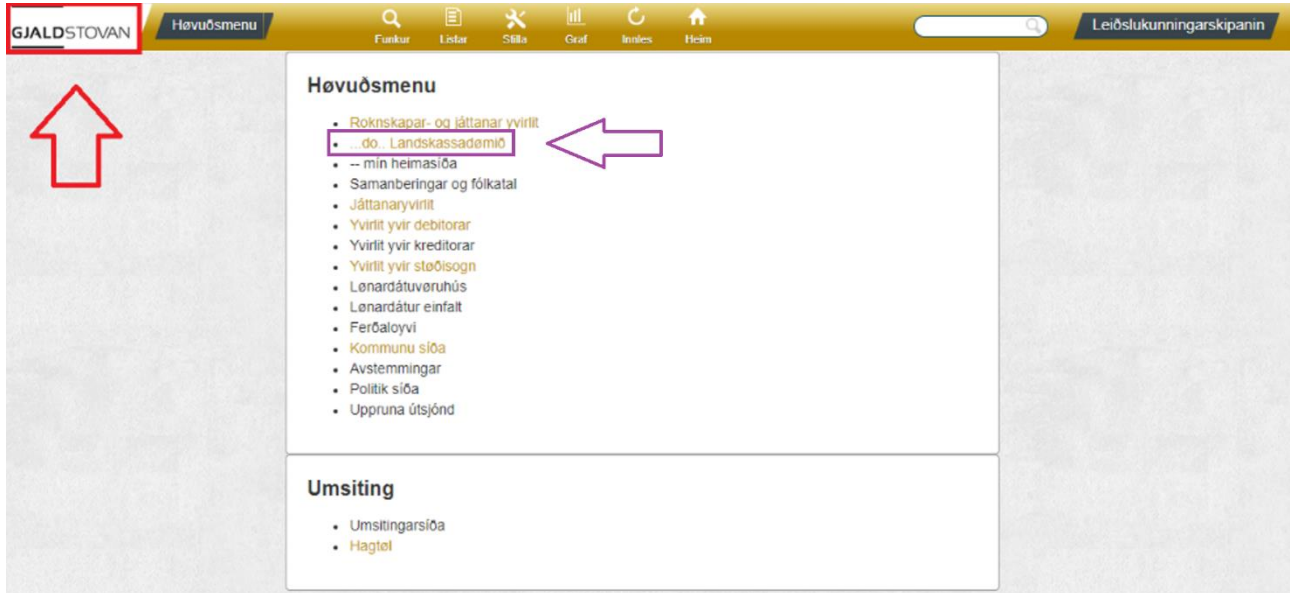 GJALDSTOVAN
Høvuðsmenu
Funkur
Listar
Stilla
Graf
Innles
Heim
Leiðslukunningarskipanin
Høvuðsmenu
Roknskapar- og játtanar yvirlit
...do.. Landskassadømið
-- mín heimasíða
Samanberingar og fólkatal
Játtanaryvirlit
Yvirlit yvir debitorar
Yvirlit yvir kreditorar
Yvirlit yvir støðisogn
Lønardátuvøruhús
Lønardátur einfalt
Ferðaloyvi
Kommunu síða
Avstemmingar
Politik síða
Uppruna útsjónd
Umsiting
Umsitingarsíða
Hagtøl